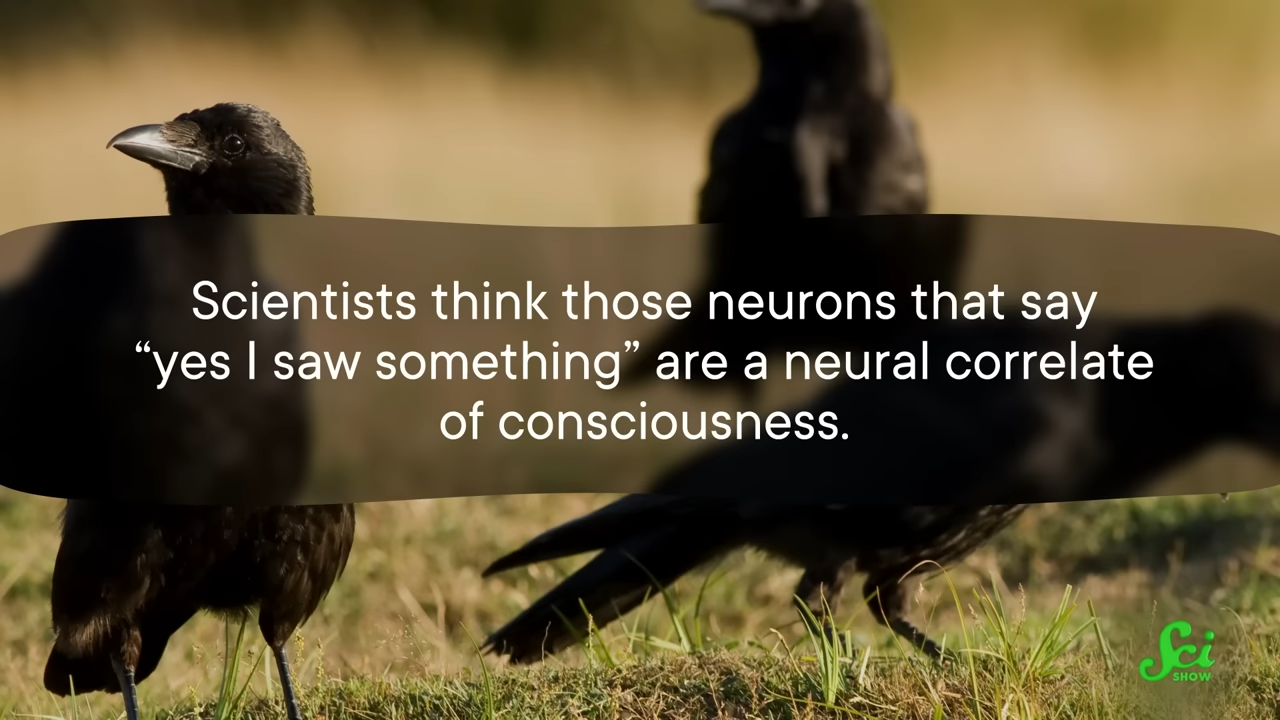 Scientists think those neurons that say
“yes I saw something” are a neural correlate
of consciousness.
Sci
SHOW